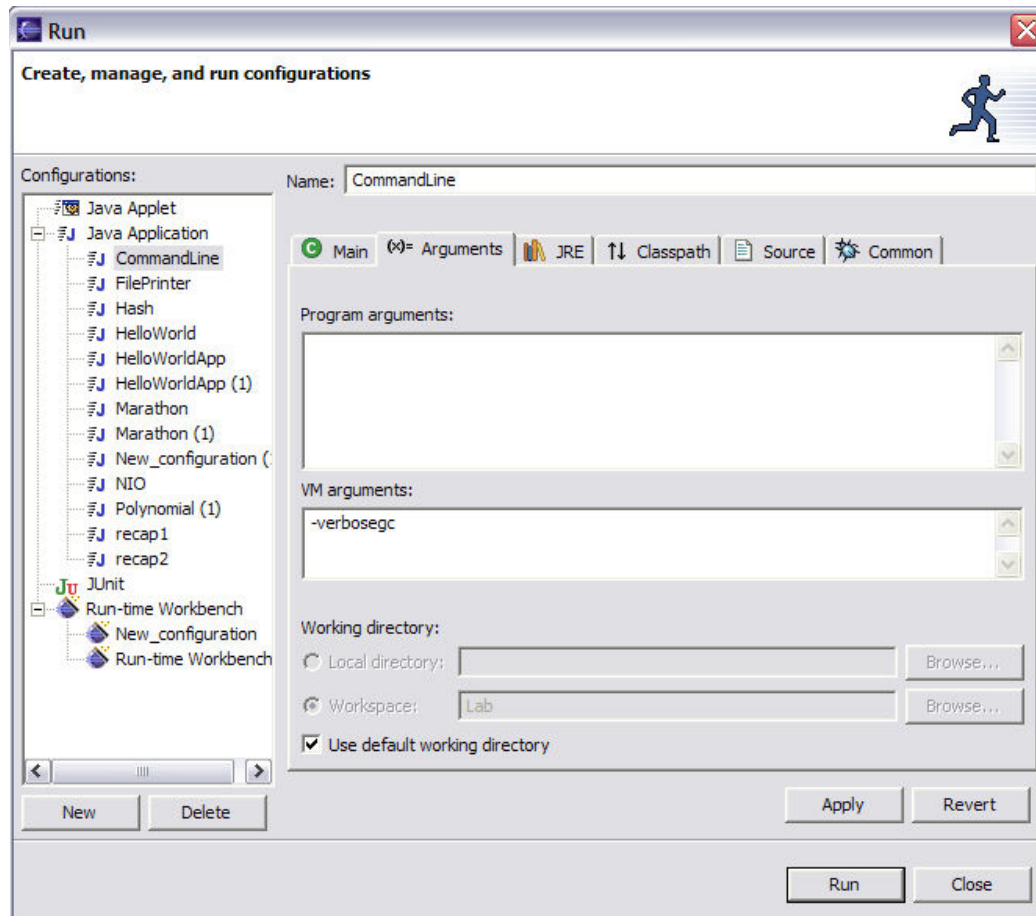 Run
Create, manage, and run configurations
Configurations:
Java Applet
Java Application
CommandLine
FilePrinter
Hash
HelloWorld
HelloWorldApp
HelloWorldApp (1)
Marathon
Marathon (1)
New_configuration (
NIO
Polynomial (1)
recap1
recap2
JUnit
Run-time Workbench
New_configuration
Run-time Workbench
New
Delete
Name: CommandLine
Main
(x)= Arguments
JRE
Classpath
Source
Common
Program arguments:
VM arguments:
-verbosegc
Working directory:
Local directory:
Browse...
Workspace:
Lab
Browse...
Use default working directory
Apply
Revert
Run
Close